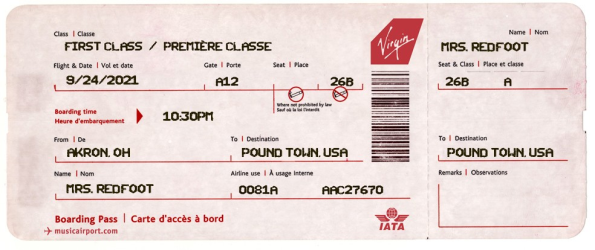 Class | Classe
FIRST CLASS / PREMIÈRE CLASSE
Flight & Date | Vol et date
9/24/2021
Gate | Porte
A12
Seat | Place
26B
Where not prohibited by law
Sauf où la loi l'interdit
Boarding time
Heure d'embarquement
10:30PM
From | De
AKRON, OH
To | Destination
POUND TOWN, USA
Name | Nom
MRS. REDFOOT
Airline use | À usage interne
0081A AAC27670
Boarding Pass | Carte d'accès à bord
musicairport.com
Virgin
IATA
Name | Nom
MRS. REDFOOT
Seat & Class | Place et classe
26B A
To | Destination
POUND TOWN, USA
Remarks | Observations